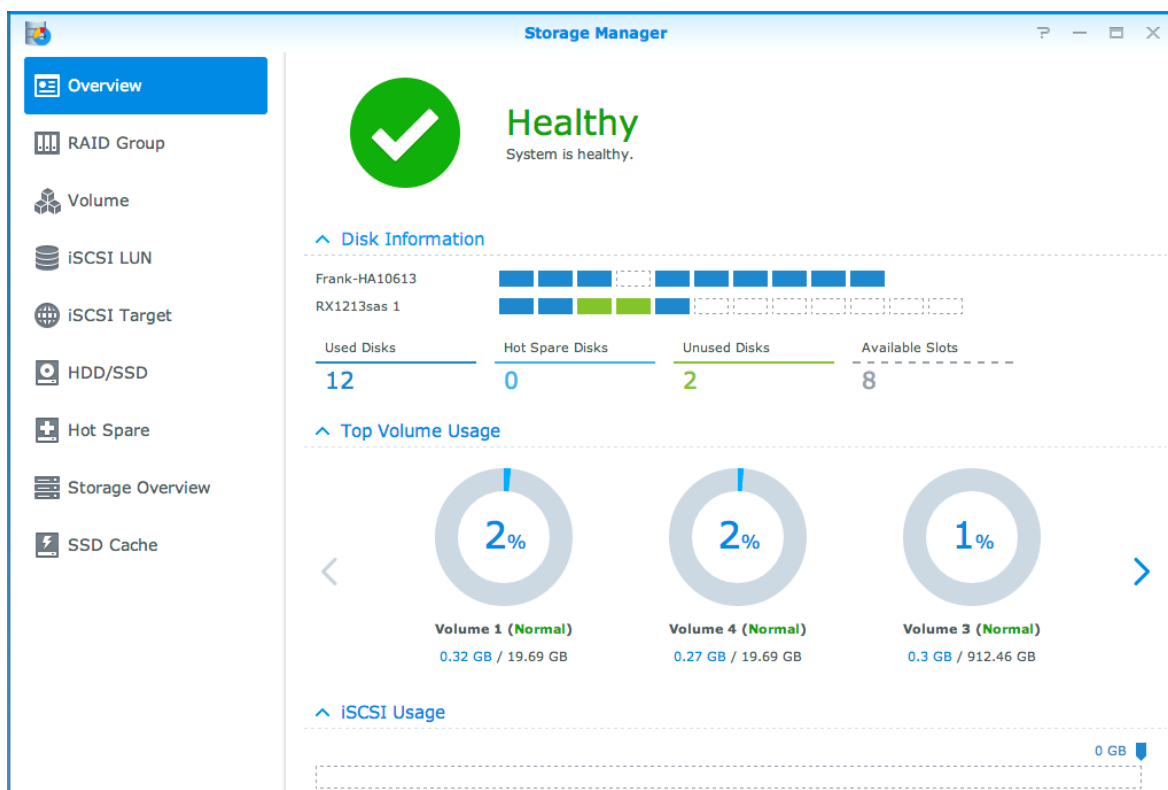 Storage Manager
Overview
RAID Group
Volume
iSCSI LUN
iSCSI Target
HDD/SSD
Hot Spare
Storage Overview
SSD Cache
Healthy
System is healthy.
Disk Information
Frank-HA10613
RX1213sas 1
Used Disks Hot Spare Disks Unused Disks Available Slots
12 0 2 8
Top Volume Usage
2% 2% 1%
Volume 1 (Normal) Volume 4 (Normal) Volume 3 (Normal)
0.32 GB / 19.69 GB 0.27 GB / 19.69 GB 0.3 GB / 912.46 GB
iSCSI Usage
0 GB